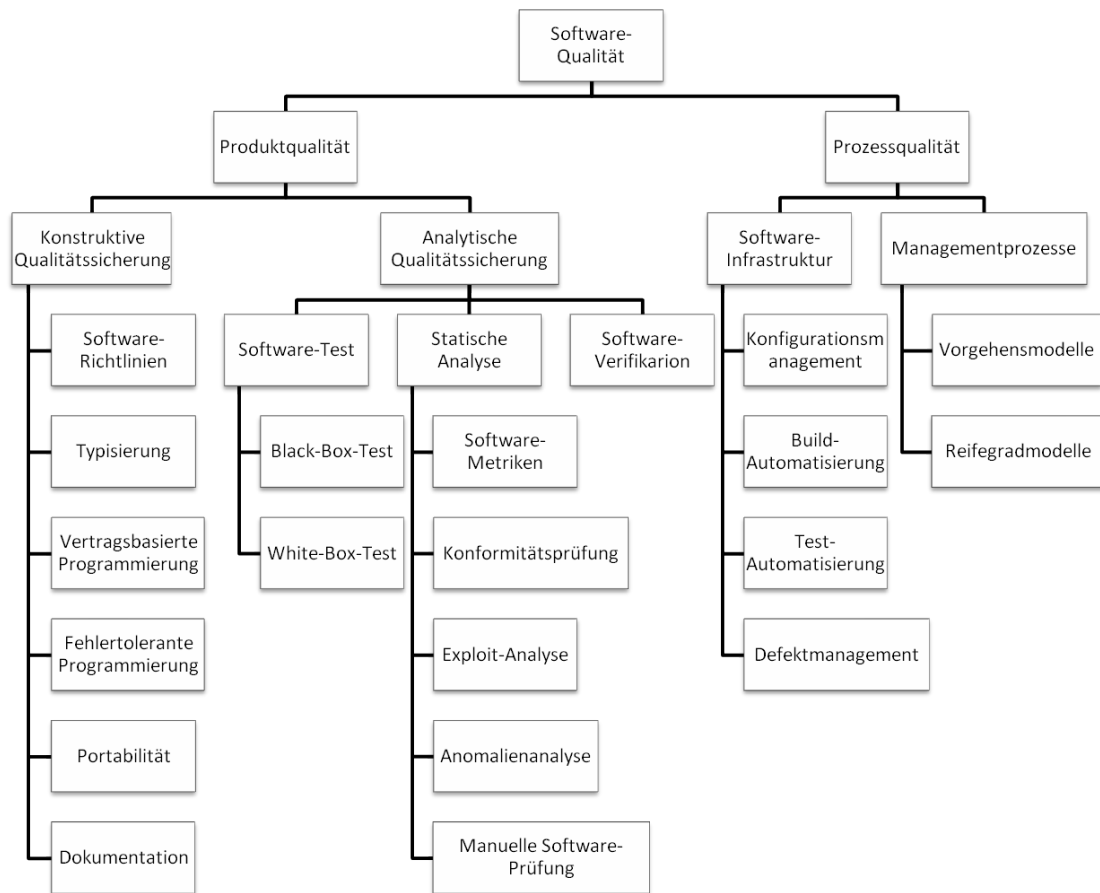 Software-
Qualität
Produktqualität
Prozessqualität
Konstruktive
Qualitätssicherung
Analytische
Qualitätssicherung
Software-
Infrastruktur
Managementprozesse
Software-
Richtlinien
Software-Test
Statische
Analyse
Software-
Verifikarion
Konfigurationsm
anagement
Vorgehensmodelle
Typisierung
Black-Box-Test
Software-
Metriken
Build-
Automatisierung
Reifegradmodelle
Vertragsbasierte
Programmierung
White-Box-Test
Konformitätsprüfung
Test-
Automatisierung
Fehlertolerante
Programmierung
Exploit-Analyse
Defektmanagement
Portabilität
Anomalienanalyse
Dokumentation
Manuelle Software-
Prüfung